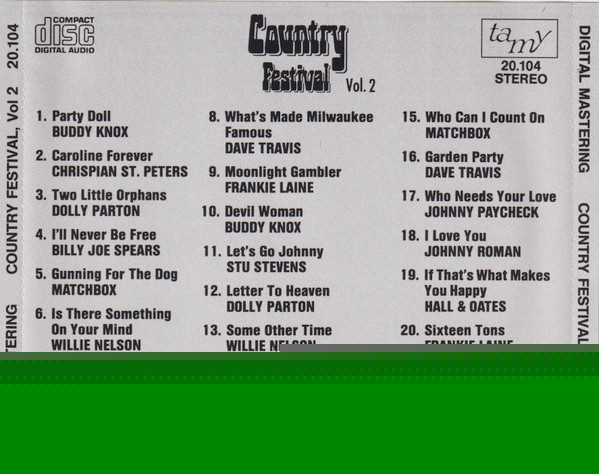 COMPACT
disc
DIGITAL AUDIO
Country
Festival Vol. 2
tamy
20.104
STEREO
1. Party Doll
BUDDY KNOX
2. Caroline Forever
CHRISPIAN ST. PETERS
3. Two Little Orphans
DOLLY PARTON
4. I'll Never Be Free
BILLY JOE SPEARS
5. Gunning For The Dog
MATCHBOX
6. Is There Something
On Your Mind
WILLIE NELSON
8. What's Made Milwaukee
Famous
DAVE TRAVIS
9. Moonlight Gambler
FRANKIE LAINE
10. Devil Woman
BUDDY KNOX
11. Let's Go Johnny
STU STEVENS
12. Letter To Heaven
DOLLY PARTON
13. Some Other Time
WILLIE NELSON
15. Who Can I Count On
MATCHBOX
16. Garden Party
DAVE TRAVIS
17. Who Needs Your Love
JOHNNY PAYCHECK
18. I Love You
JOHNNY ROMAN
19. If That's What Makes
You Happy
HALL & OATES
20. Sixteen Tons
FRANKIE LAINE
COUNTRY FESTIVAL, Vol 2 20.104
DIGITAL MASTERING COUNTRY FESTIVAL